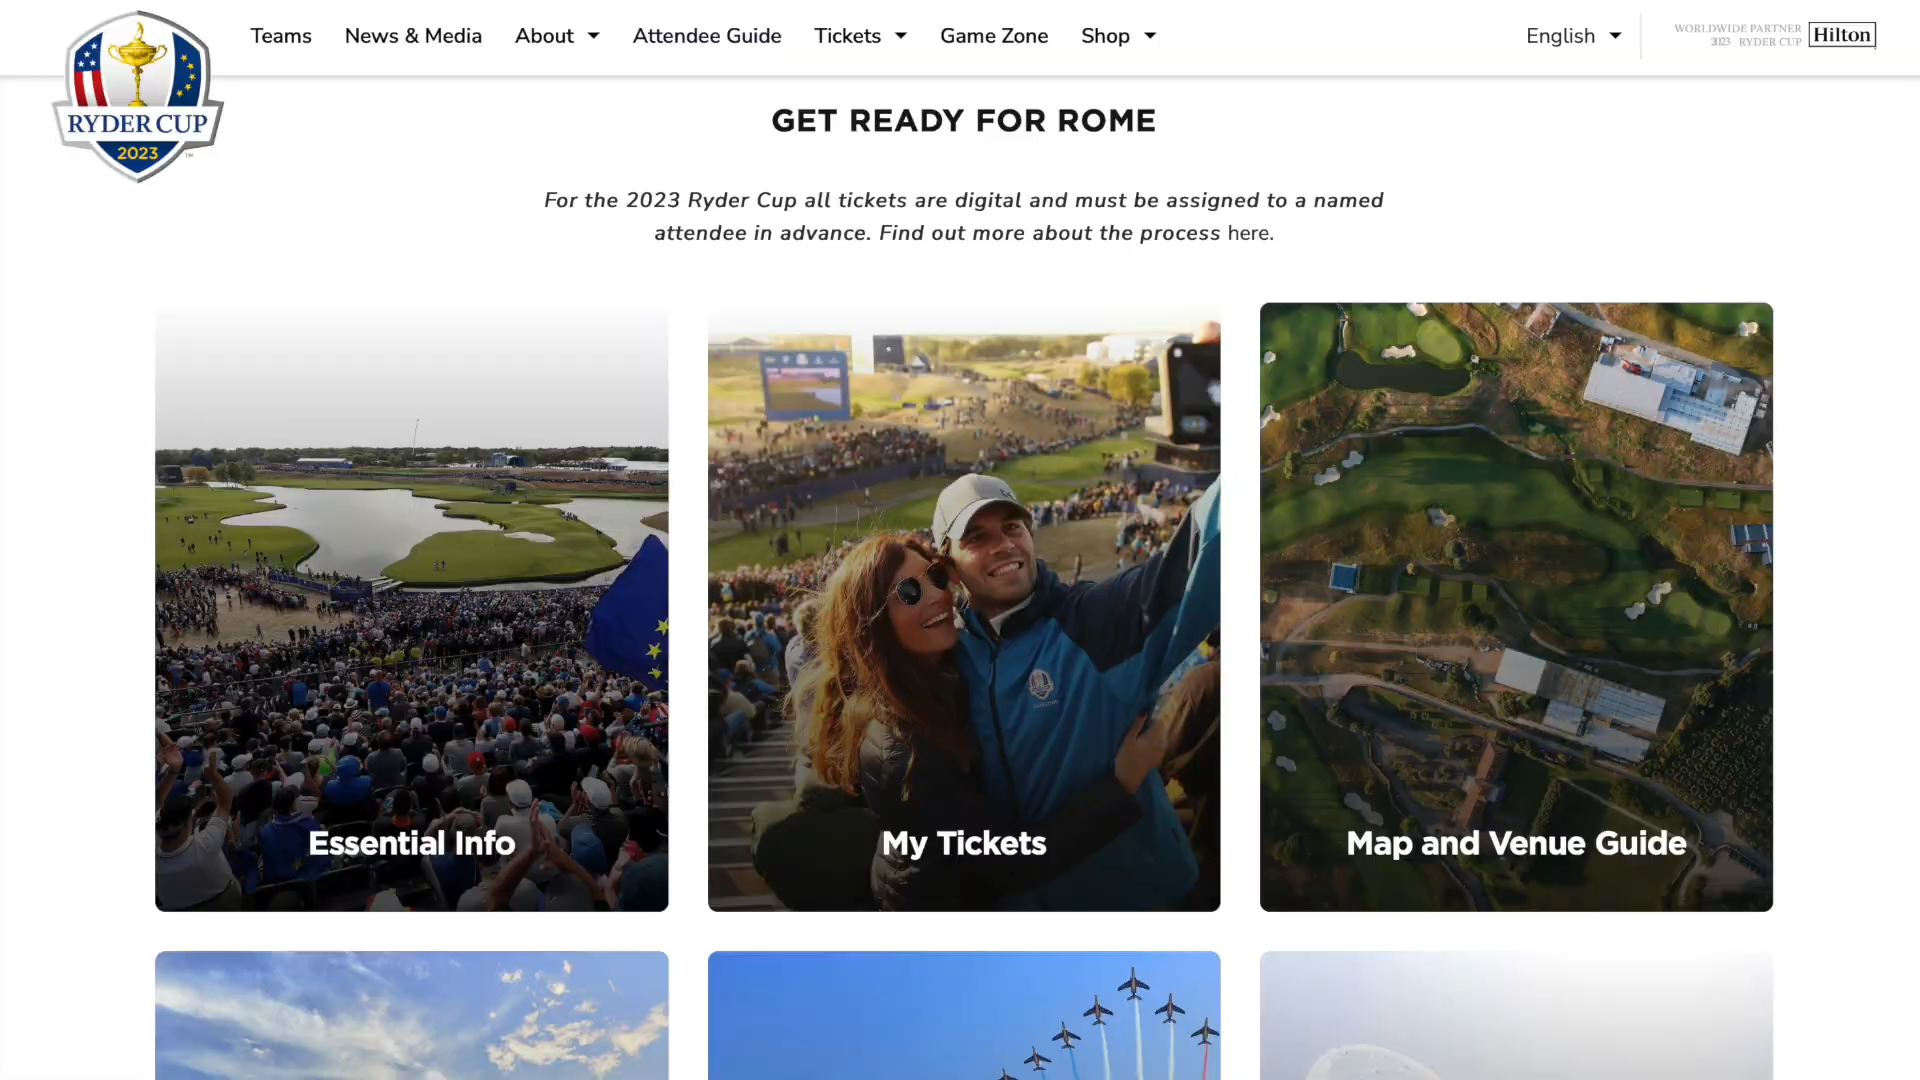 Teams News & Media About Attendee Guide Tickets Game Zone Shop English WORLDWIDE PARTNER
2023 RYDER CUP Hilton
RYDER CUP
2023
TM
GET READY FOR ROME
For the 2023 Ryder Cup all tickets are digital and must be assigned to a named
attendee in advance. Find out more about the process here.
Essential Info My Tickets Map and Venue Guide